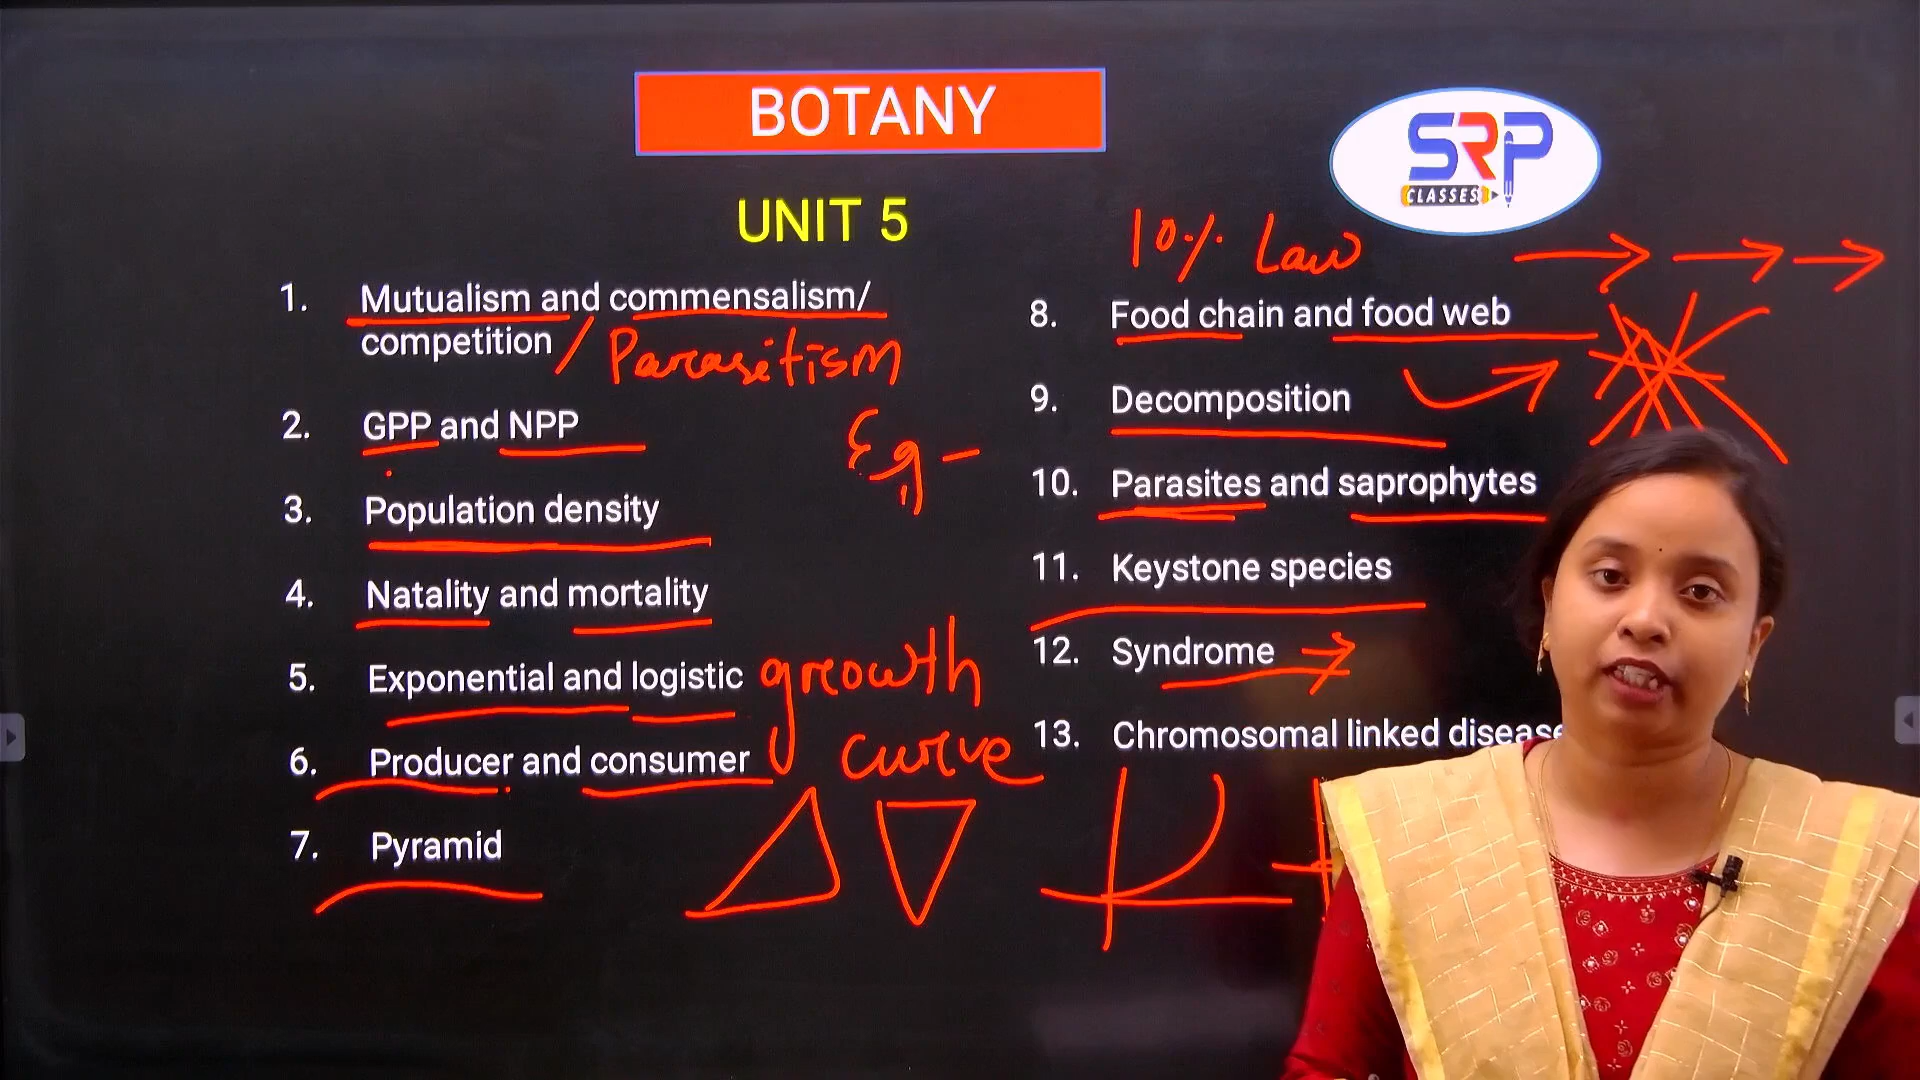 BOTANY
SRP
CLASSES
UNIT 5
10% Law
1. Mutualism and commensalism/
competition / Parasitism
2. GPP and NPP
Eg -
3. Population density
4. Natality and mortality
5. Exponential and logistic growth
curve
6. Producer and consumer
7. Pyramid
8. Food chain and food web
9. Decomposition
10. Parasites and saprophytes
11. Keystone species
12. Syndrome
13. Chromosomal linked disease